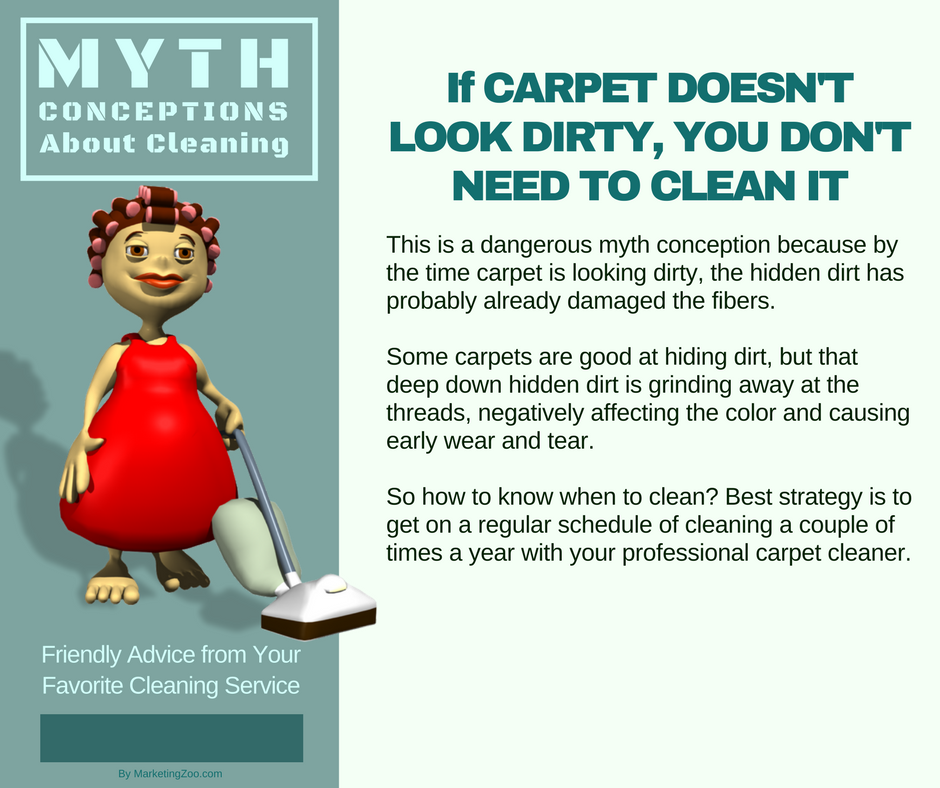 MYTH
CONCEPTIONS
About Cleaning
If CARPET DOESN'T
LOOK DIRTY, YOU DON'T
NEED TO CLEAN IT
This is a dangerous myth conception because by
the time carpet is looking dirty, the hidden dirt has
probably already damaged the fibers.
Some carpets are good at hiding dirt, but that
deep down hidden dirt is grinding away at the
threads, negatively affecting the color and causing
early wear and tear.
So how to know when to clean? Best strategy is to
get on a regular schedule of cleaning a couple of
times a year with your professional carpet cleaner.
Friendly Advice from Your
Favorite Cleaning Service
By MarketingZoo.com